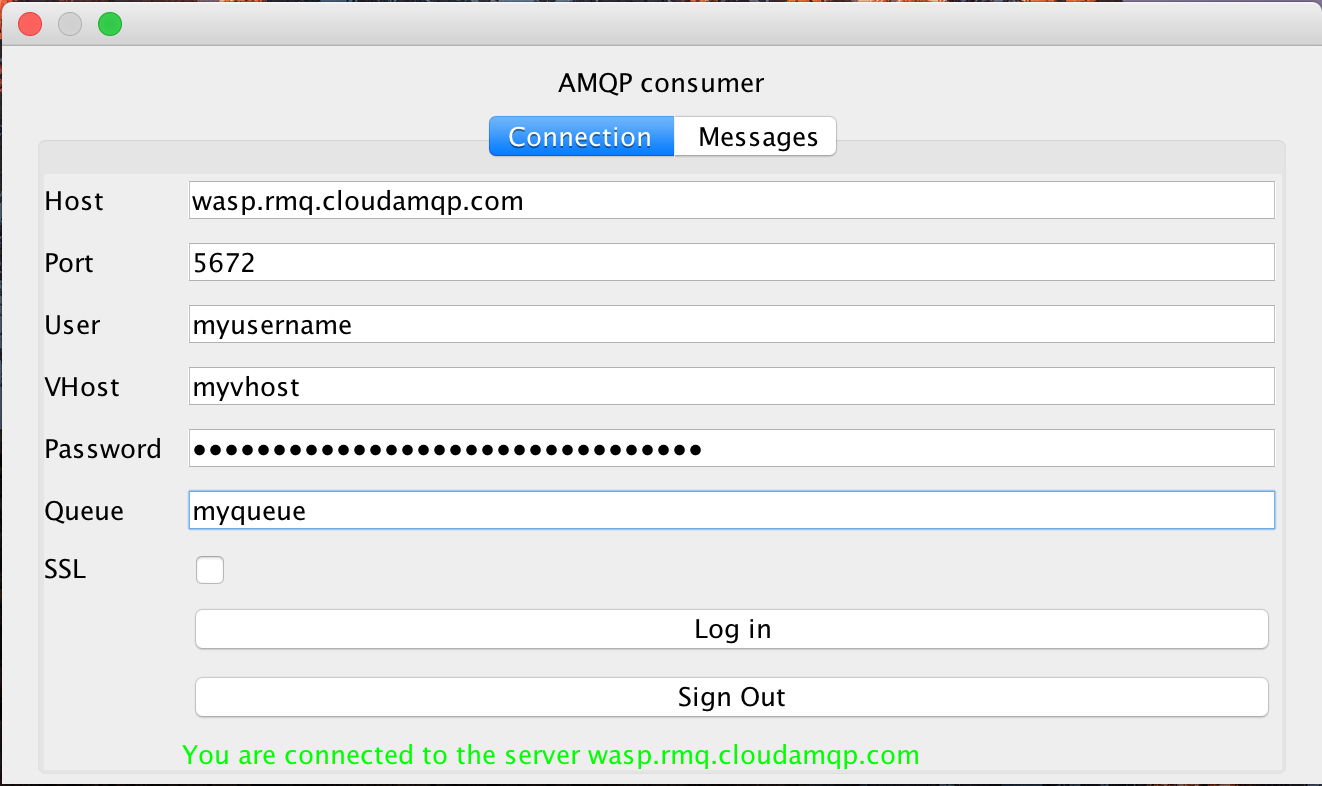 AMQP consumer
Connection Messages
Host wasp.rmq.cloudamqp.com
Port 5672
User myusername
VHost myvhost
Password ••••••••••••••••••••••••••••••••
Queue myqueue
SSL
Log in
Sign Out
You are connected to the server wasp.rmq.cloudamqp.com